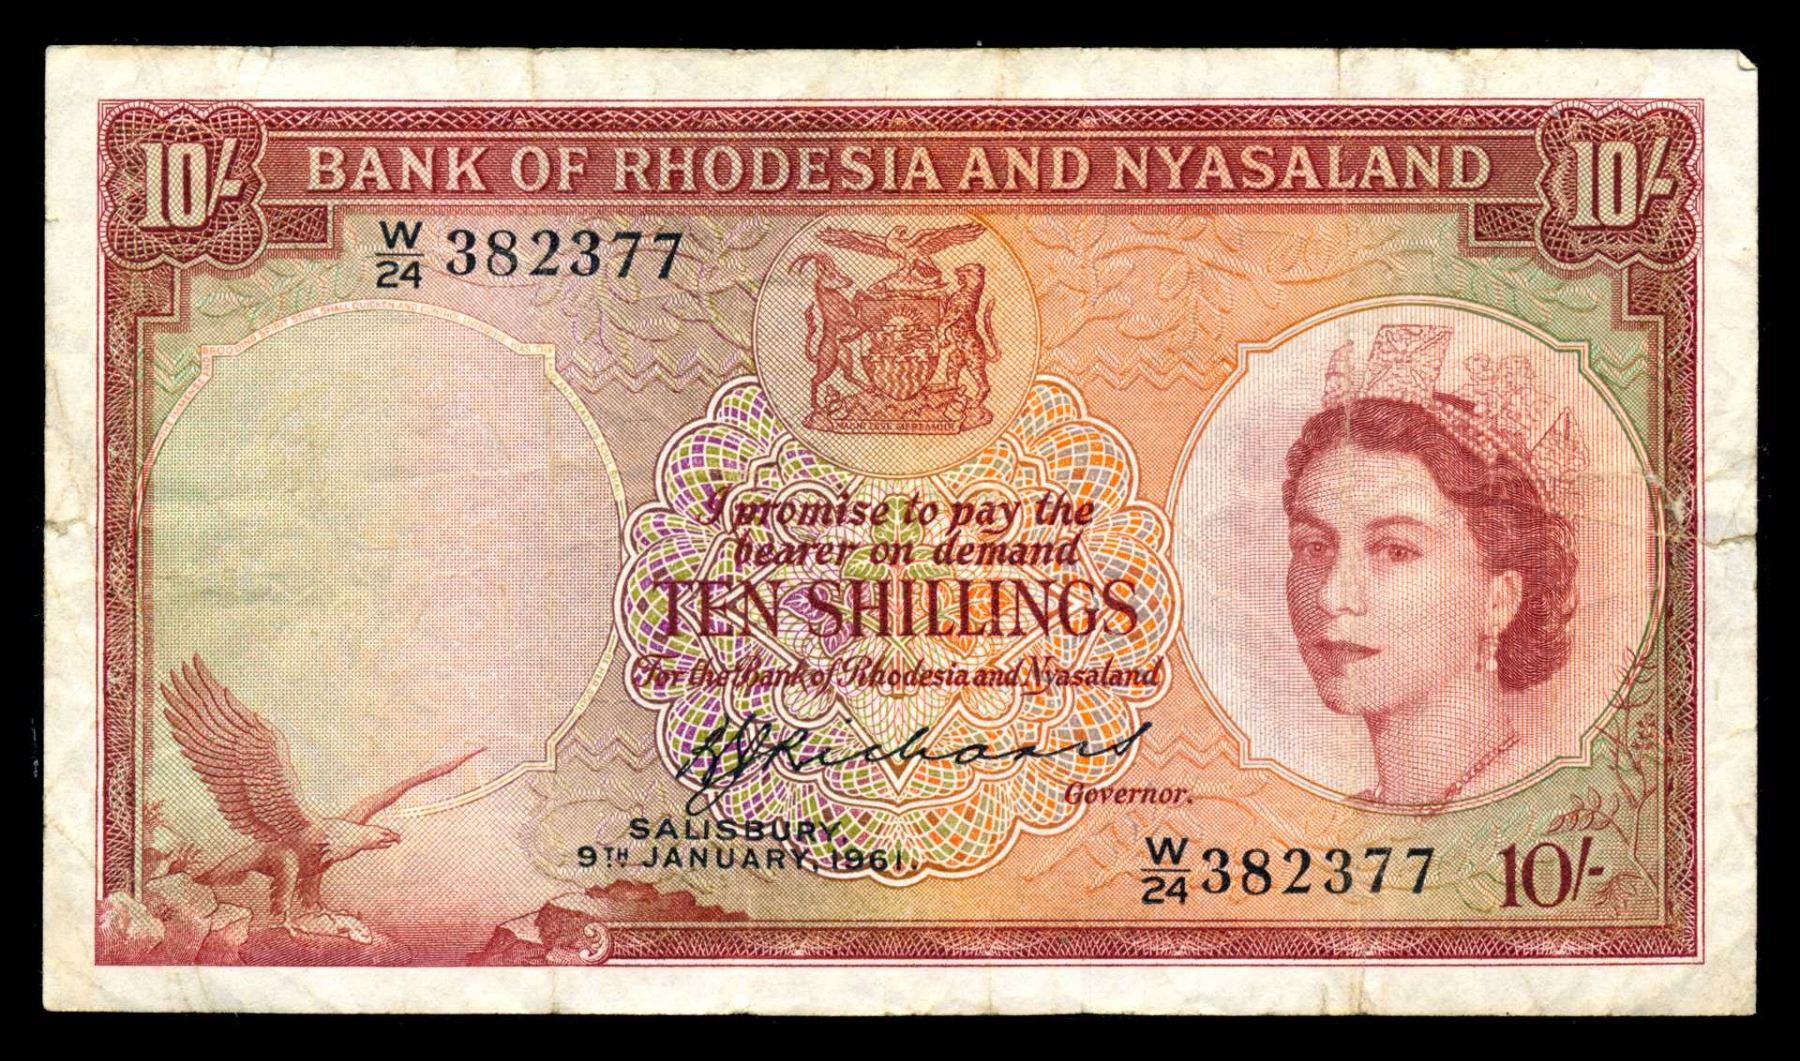 10/- BANK OF RHODESIA AND NYASALAND 10/-
W/24 382377
I promise to pay the
bearer on demand
TEN SHILLINGS
For the Bank of Rhodesia and Nyasaland
Governor.
SALISBURY,
9TH JANUARY, 1961.
W/24 382377 10/-